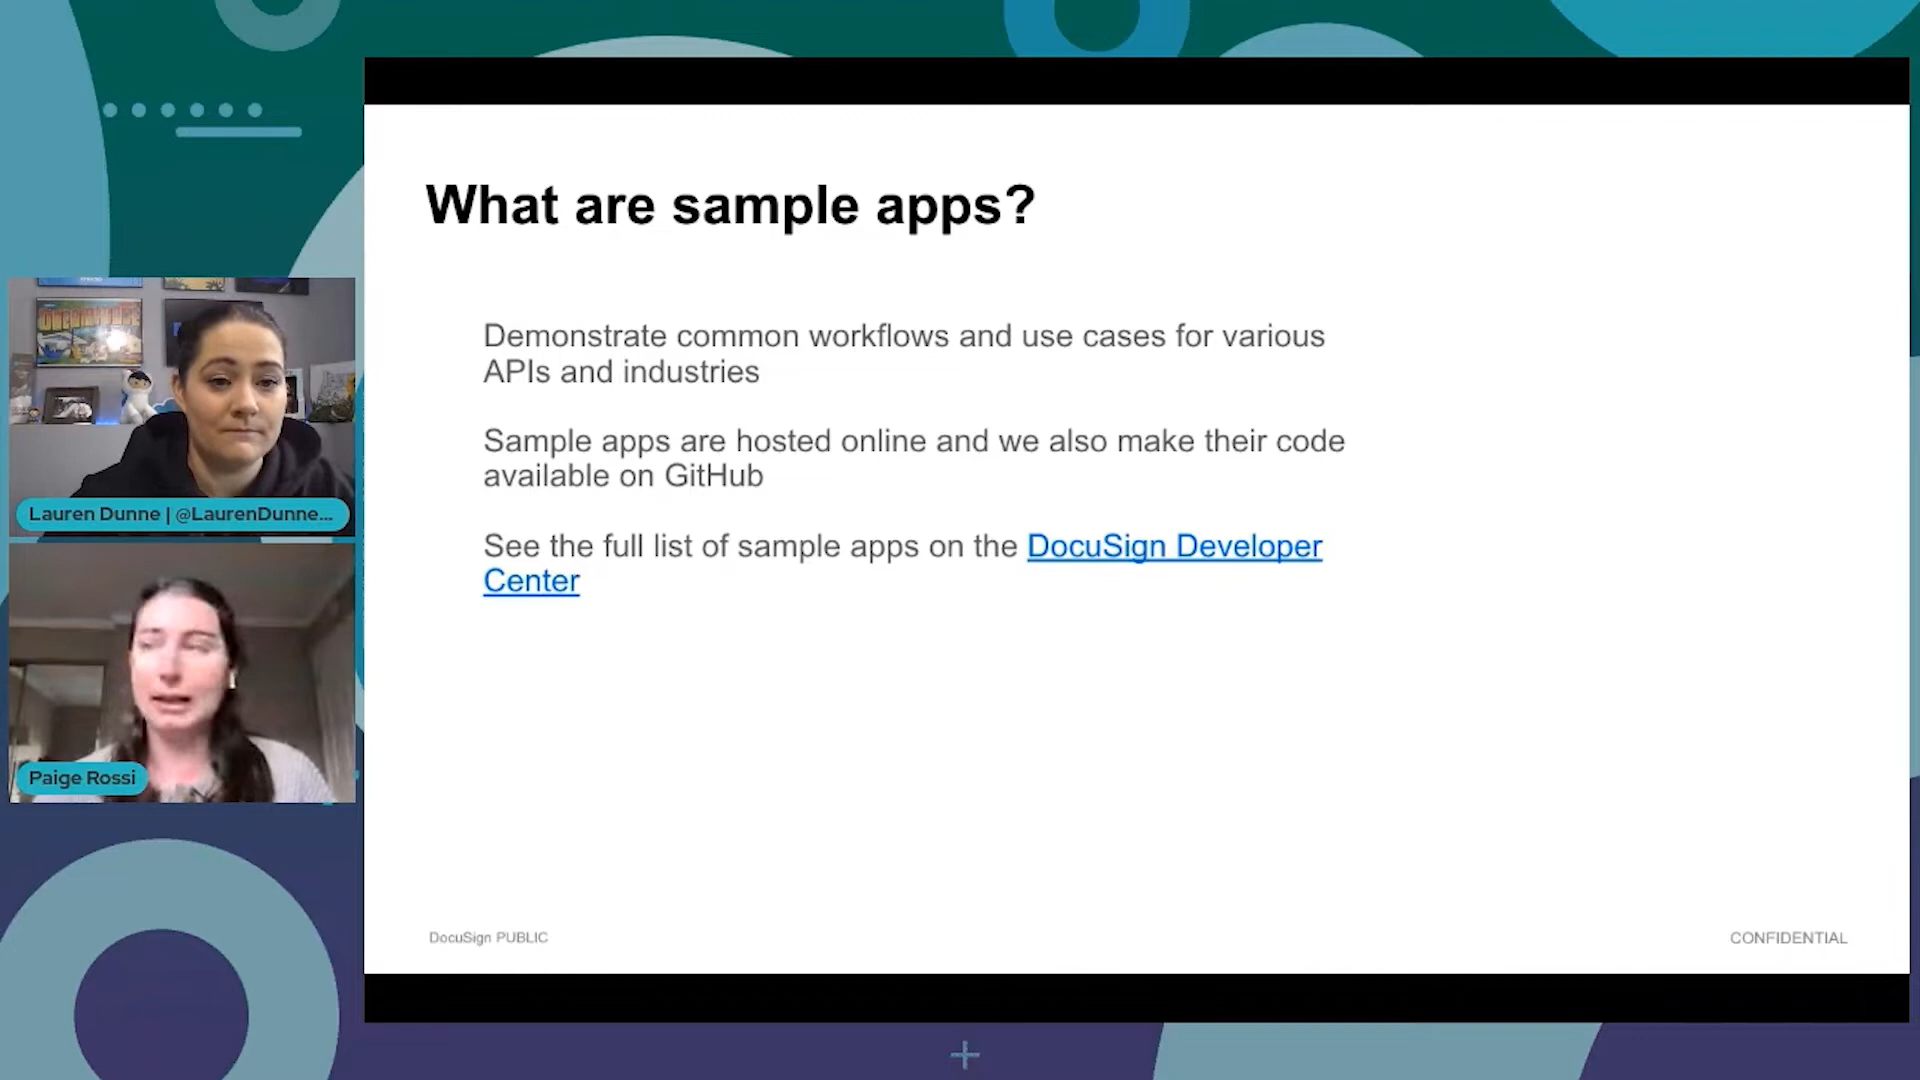 What are sample apps?
Demonstrate common workflows and use cases for various
APIs and industries
Sample apps are hosted online and we also make their code
available on GitHub
See the full list of sample apps on the DocuSign Developer
Center
Lauren Dunne | @LaurenDunne...
Paige Rossi
DocuSign PUBLIC
CONFIDENTIAL